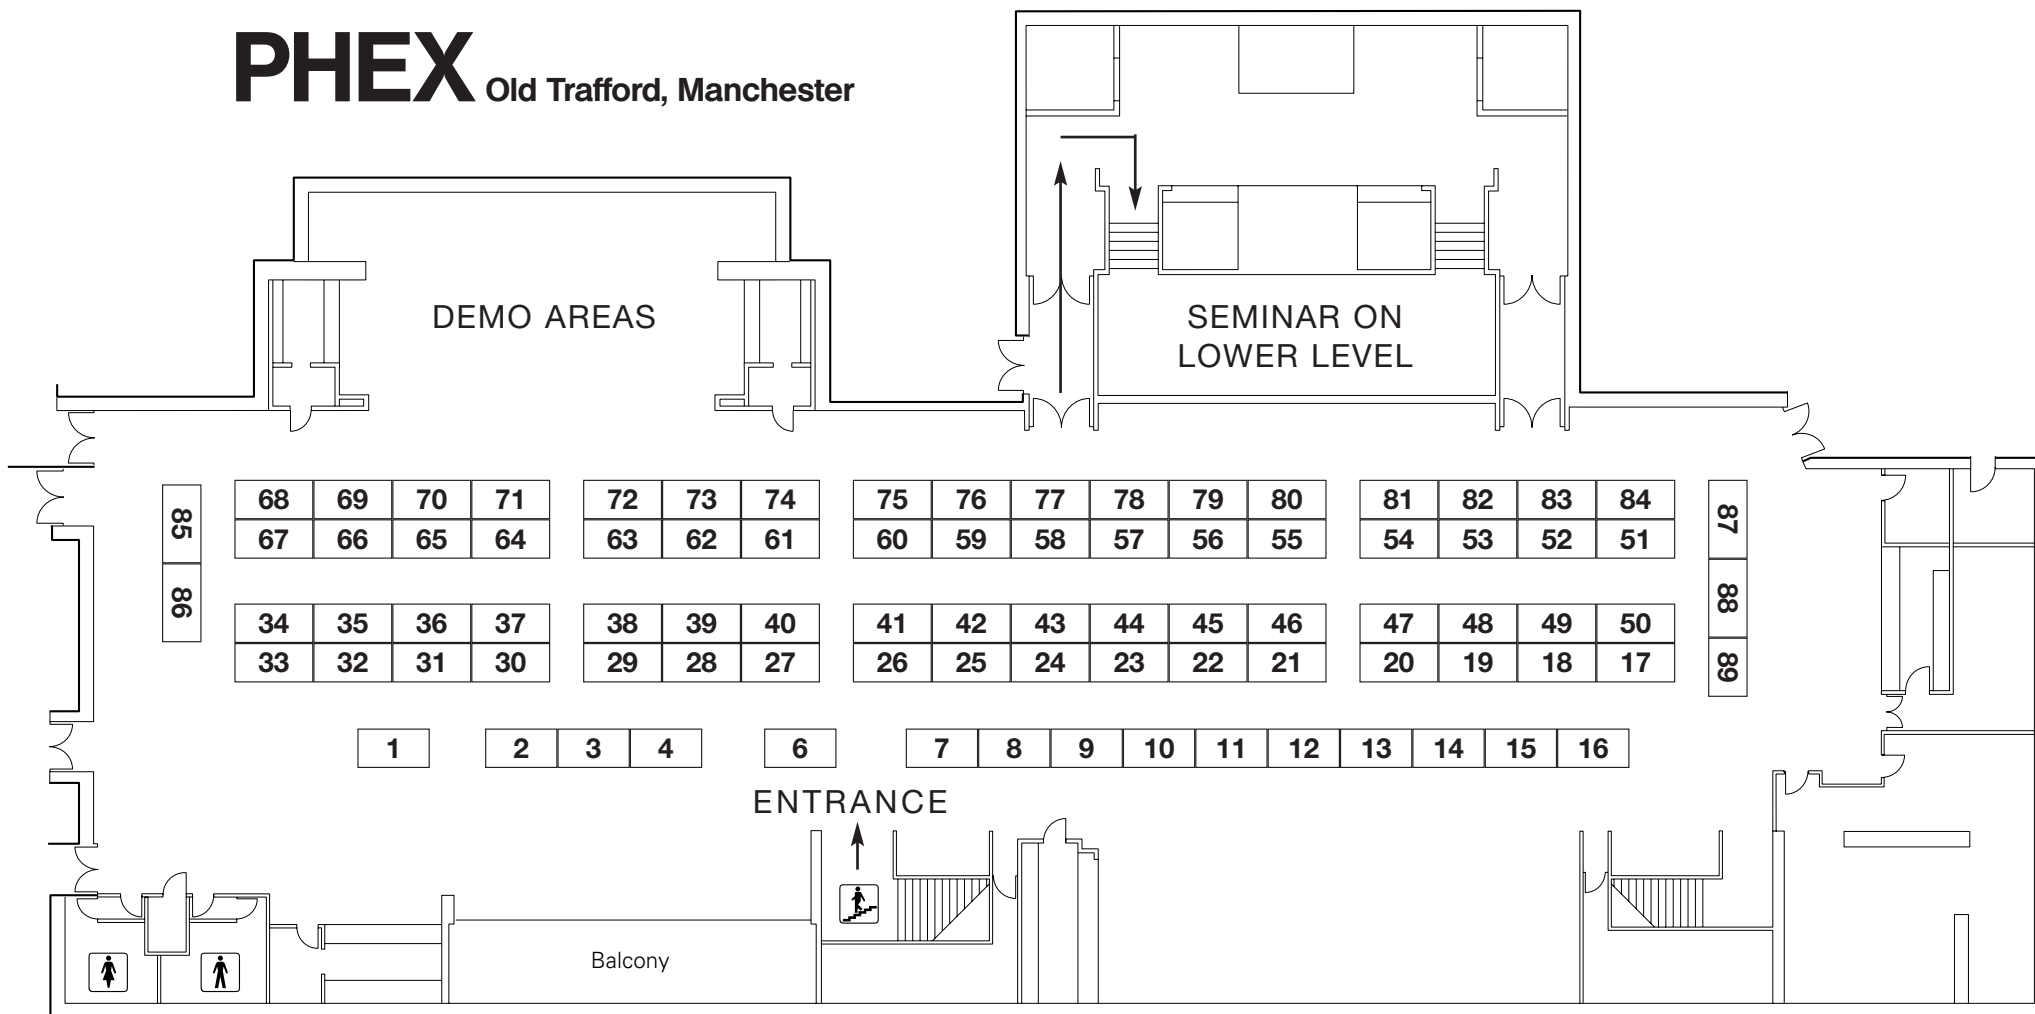 PHEX Old Trafford, Manchester
DEMO AREAS
SEMINAR ON
LOWER LEVEL
85
86
68 69 70 71 72 73 74 75 76 77 78 79 80 81 82 83 84
67 66 65 64 63 62 61 60 59 58 57 56 55 54 53 52 51
87
88
89
34 35 36 37 38 39 40 41 42 43 44 45 46 47 48 49 50
33 32 31 30 29 28 27 26 25 24 23 22 21 20 19 18 17
1 2 3 4 6 7 8 9 10 11 12 13 14 15 16
ENTRANCE
Balcony